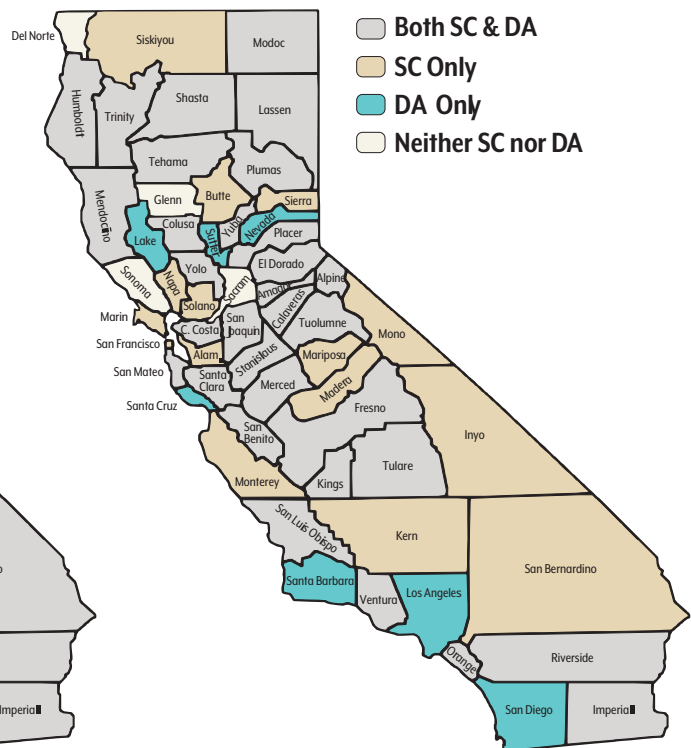 Both SC & DA
SC Only
DA Only
Neither SC nor DA
Del Norte
Siskiyou
Modoc
Humboldt
Trinity
Shasta
Lassen
Tehama
Plumas
Mendocino
Glenn
Butte
Sierra
Lake
Colusa
Sutter
Yuba
Nevada
Placer
Sonoma
Napa
Yolo
Sacram
El Dorado
Solano
Amador
Alpine
Marin
C. Costa
San
Joaquin
Calaveras
Tuolumne
Mono
San Francisco
Alam
Stanislaus
Mariposa
San Mateo
Santa
Clara
Merced
Madera
Santa Cruz
Fresno
San
Benito
Inyo
Monterey
Kings
Tulare
San Luis Obispo
Kern
San Bernardino
Santa Barbara
Ventura
Los Angeles
Orange
Riverside
San Diego
Imperial
Imperial